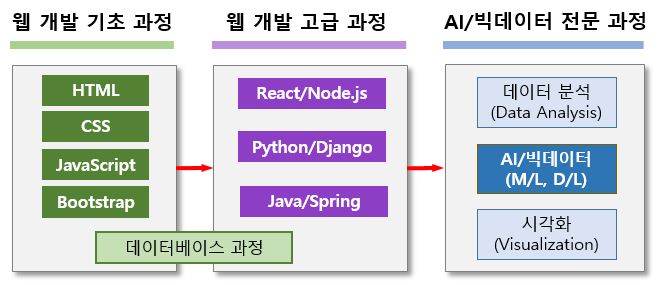 웹 개발 기초 과정
HTML
CSS
JavaScript
Bootstrap
웹 개발 고급 과정
React/Node.js
Python/Django
Java/Spring
데이터베이스 과정
AI/빅데이터 전문 과정
데이터 분석
(Data Analysis)
AI/빅데이터
(M/L, D/L)
시각화
(Visualization)